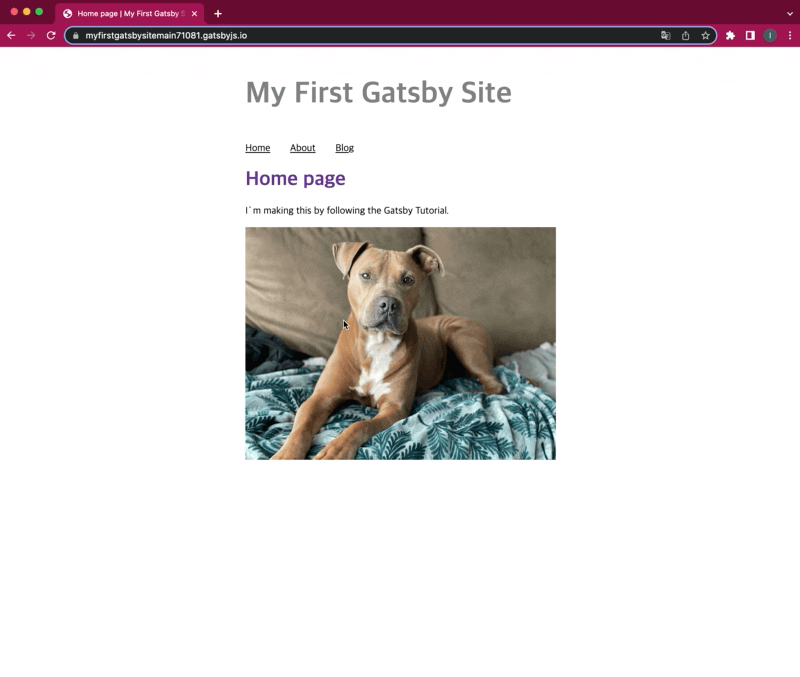 Home page | My First Gatsby S
myfirstgatsbysitemain71081.gatsbyjs.io
I
My First Gatsby Site
Home About Blog
Home page
I´m making this by following the Gatsby Tutorial.